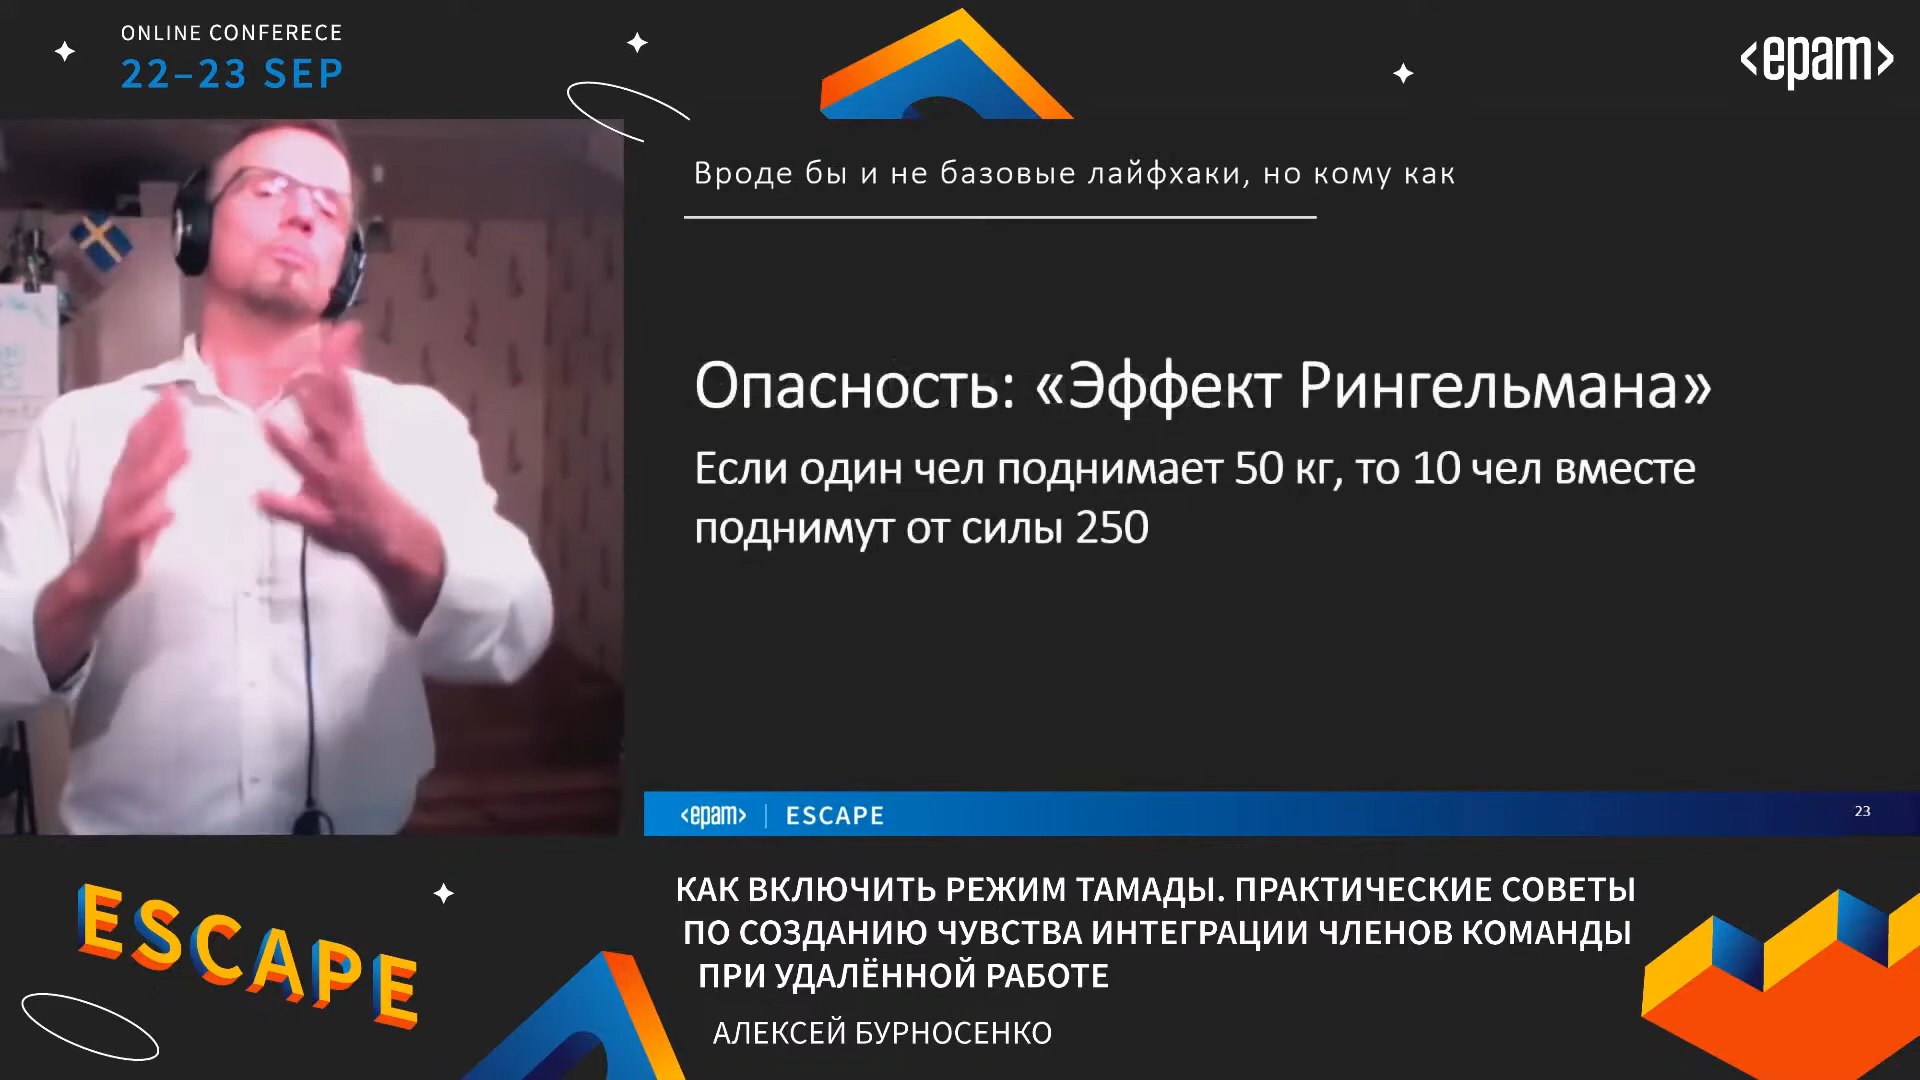 ONLINE CONFERECE
22–23 SEP
<epam>
Вроде бы и не базовые лайфхаки, но кому как
Опасность: «Эффект Рингельмана»
Если один чел поднимает 50 кг, то 10 чел вместе
поднимут от силы 250
<epam> | ESCAPE
23
ESCAPE
КАК ВКЛЮЧИТЬ РЕЖИМ ТАМАДЫ. ПРАКТИЧЕСКИЕ СОВЕТЫ
ПО СОЗДАНИЮ ЧУВСТВА ИНТЕГРАЦИИ ЧЛЕНОВ КОМАНДЫ
ПРИ УДАЛЁННОЙ РАБОТЕ
АЛЕКСЕЙ БУРНОСЕНКО